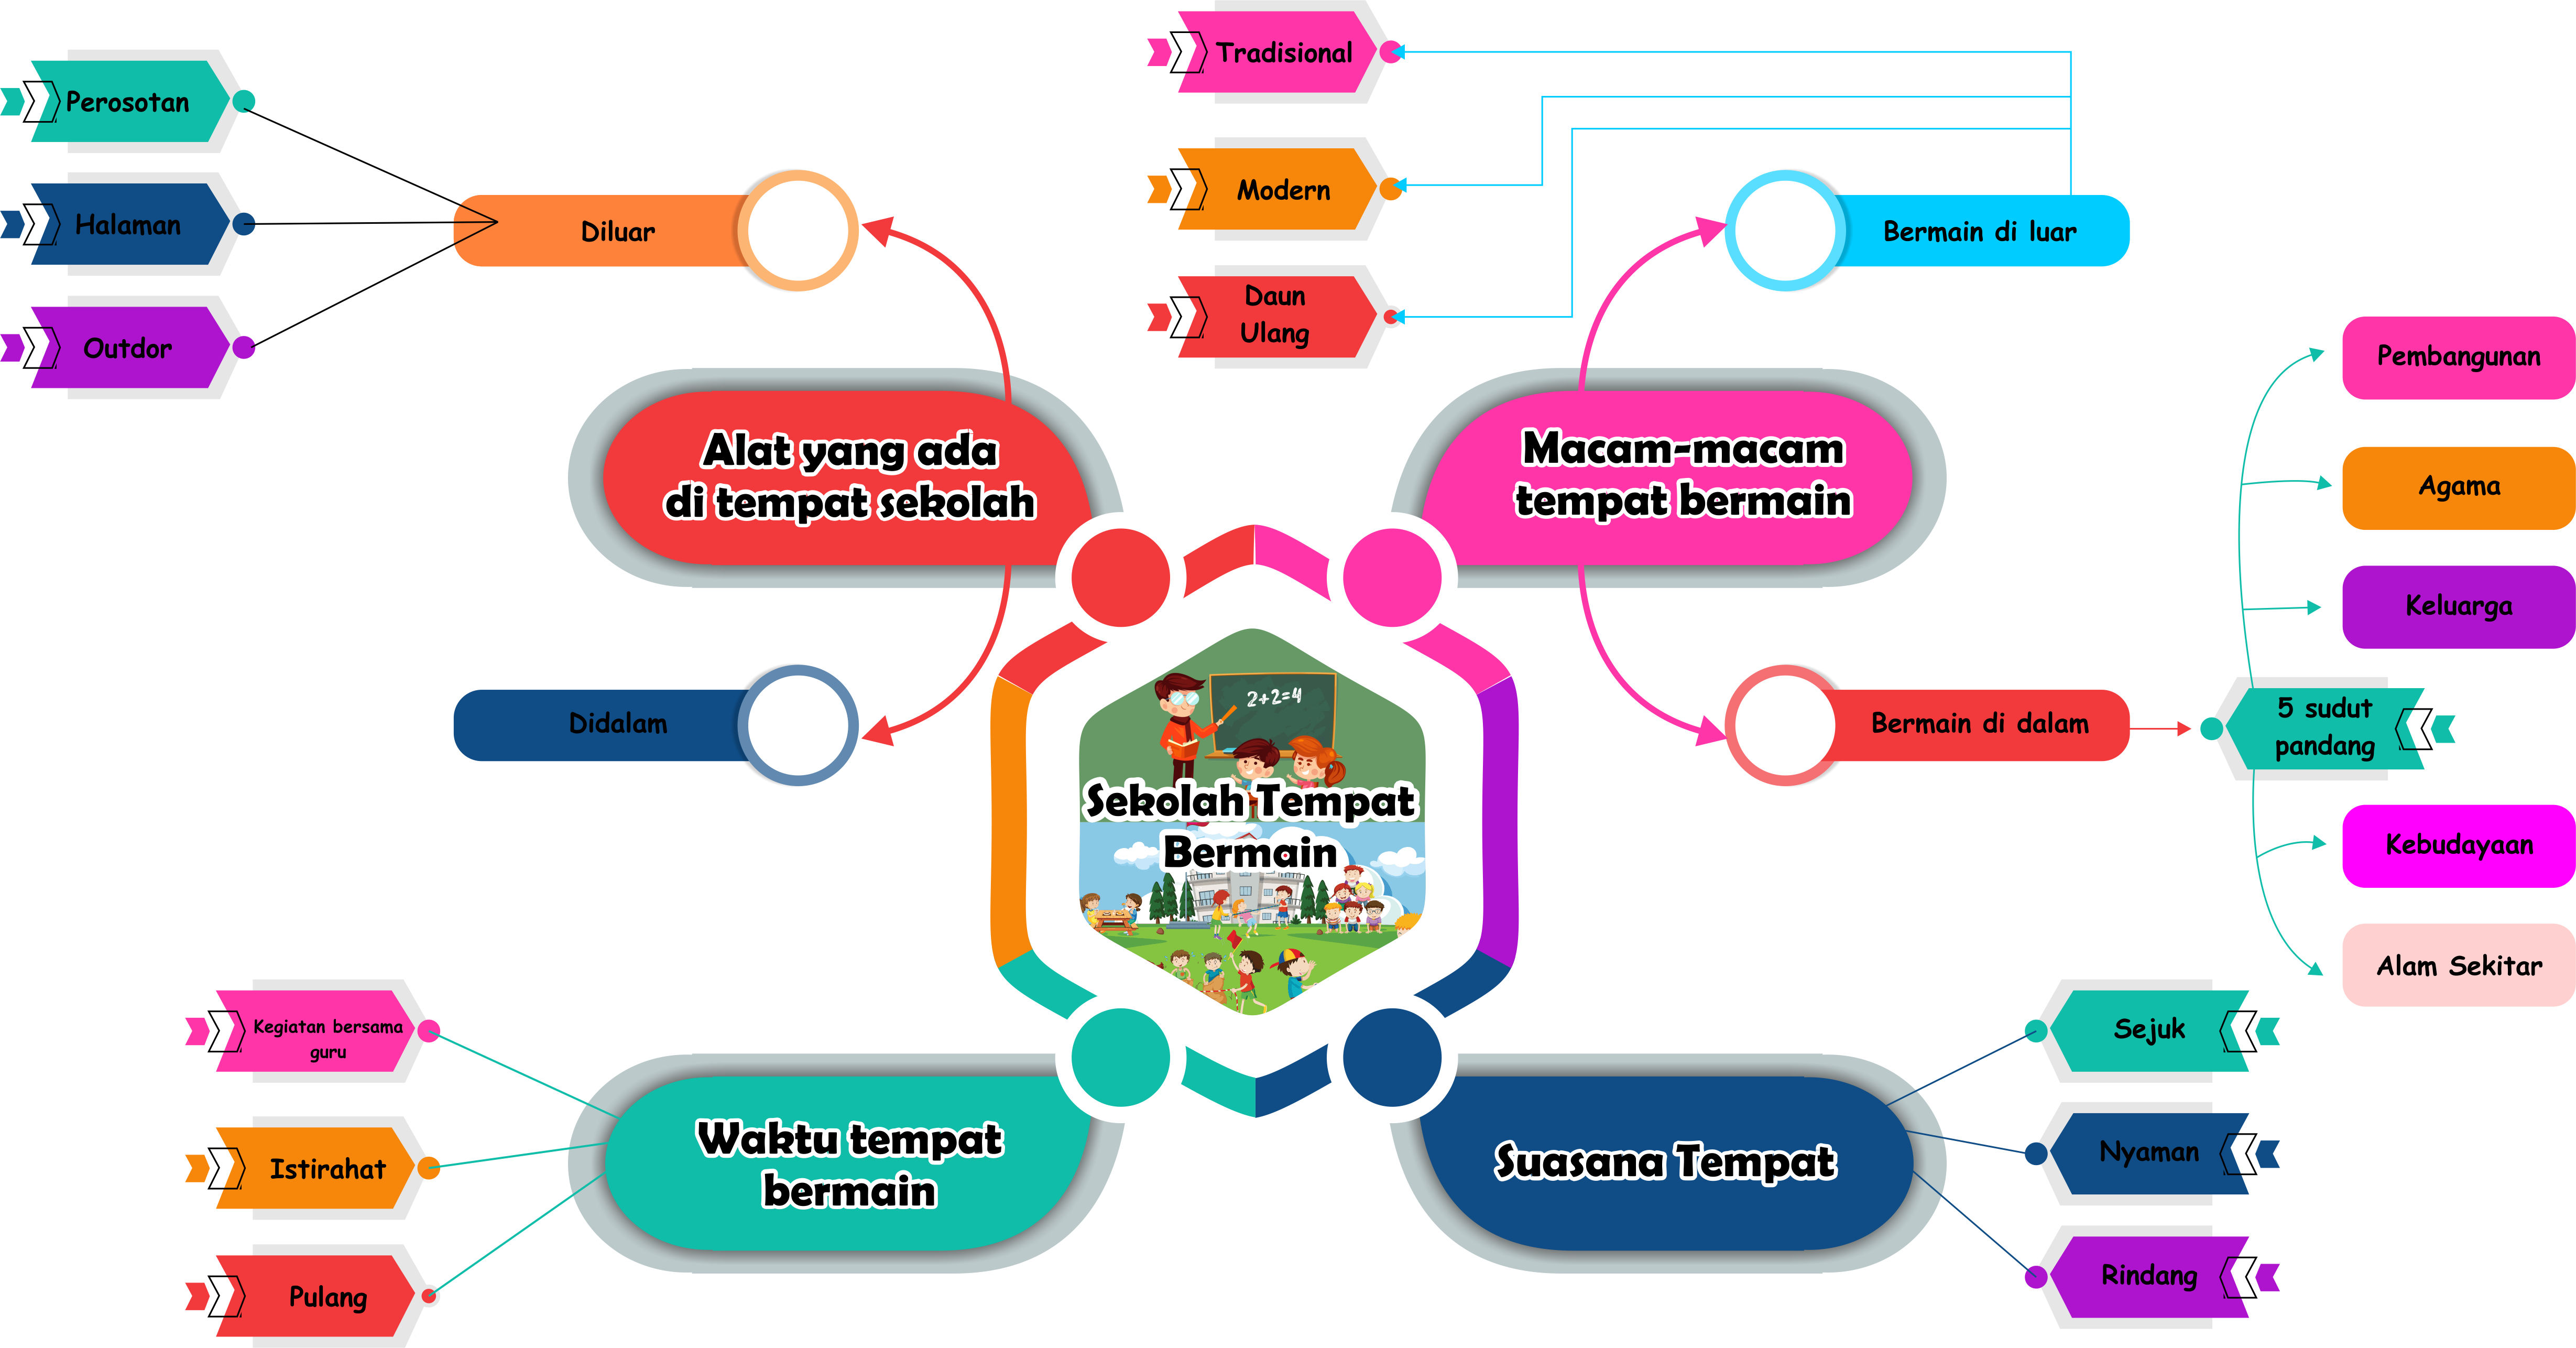 Perosotan
Halaman
Outdor
Diluar
Alat yang ada
di tempat sekolah
Didalam
Tradisional
Modern
Daun
Ulang
Bermain di luar
Macam-macam
tempat bermain
Bermain di dalam
5 sudut
pandang
Pembangunan
Agama
Keluarga
Kebudayaan
Alam Sekitar
2+2=4
Sekolah Tempat
Bermain
Kegiatan bersama
guru
Istirahat
Pulang
Waktu tempat
bermain
Suasana Tempat
Sejuk
Nyaman
Rindang